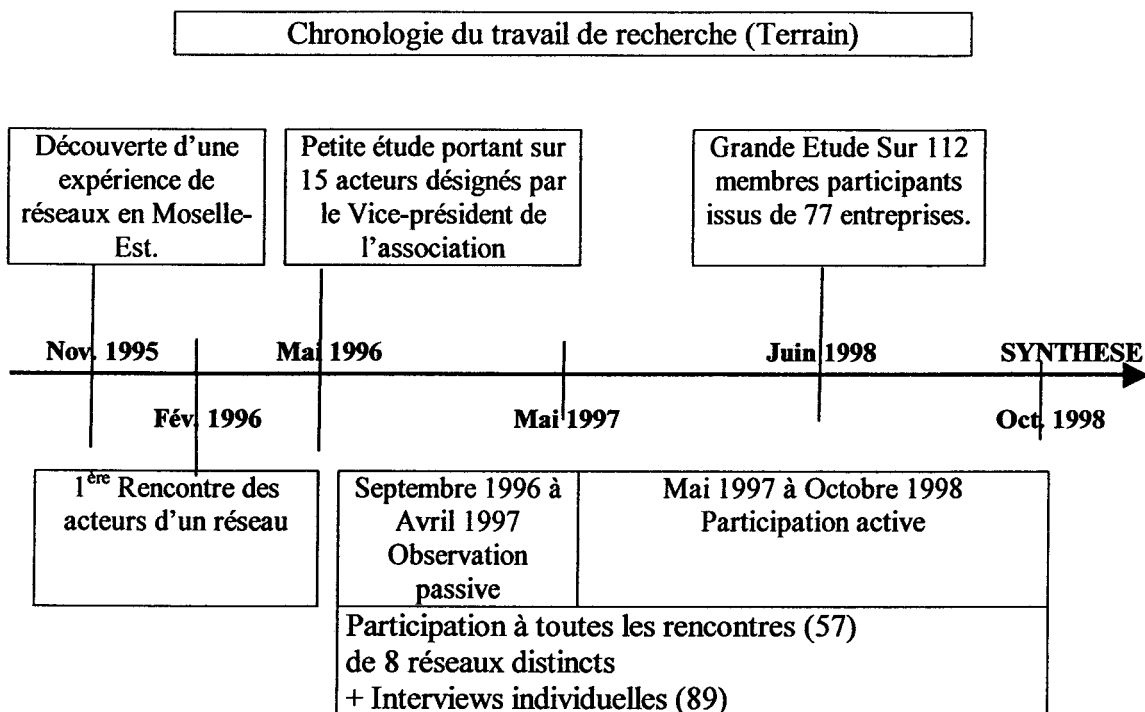 Chronologie du travail de recherche (Terrain)
Découverte d'une
expérience de
réseaux en Moselle-
Est.
Petite étude portant sur
15 acteurs désignés par
le Vice-président de
l'association
Grande Etude Sur 112
membres participants
issus de 77 entreprises.
Nov. 1995
Mai 1996
Juin 1998
SYNTHESE
Fév. 1996
Mai 1997
Oct. 1998
1ère Rencontre des
acteurs d'un réseau
Septembre 1996 à
Avril 1997
Observation
passive
Mai 1997 à Octobre 1998
Participation active
Participation à toutes les rencontres (57)
de 8 réseaux distincts
+ Interviews individuelles (89)